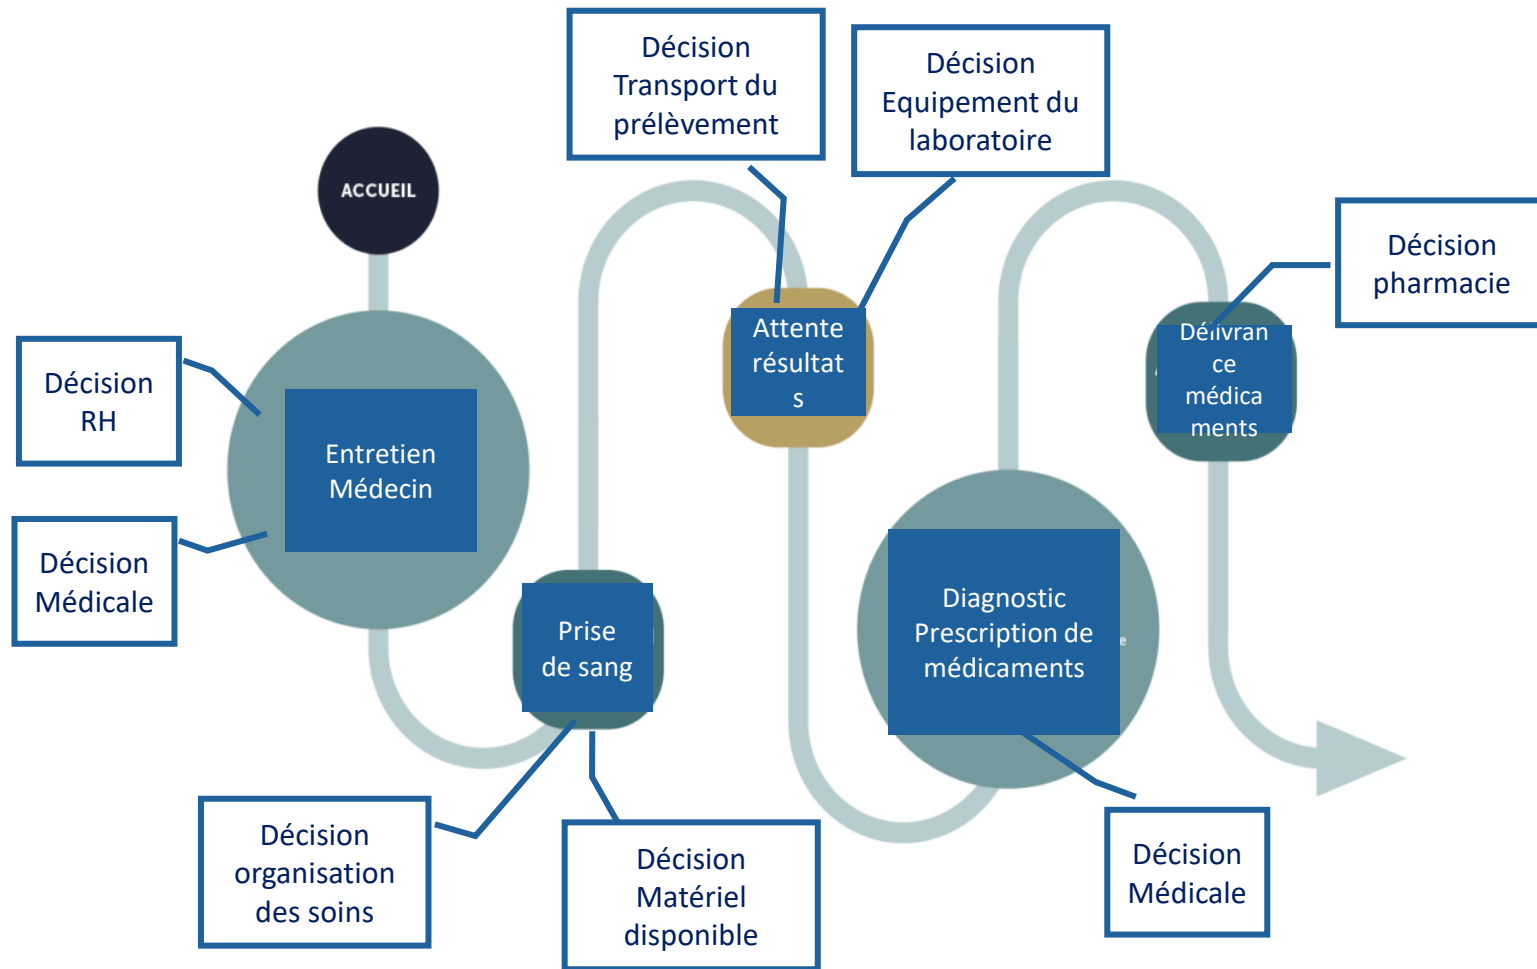 Décision
Transport du
prélèvement
Décision
Equipement du
laboratoire
ACCUEIL
Décision
pharmacie
Décision
RH
Entretien
Médecin
Attente
résultat
s
Délivran
ce
médica
ments
Décision
Médicale
Prise
de sang
Diagnostic
Prescription de
médicaments
e
Décision
organisation
des soins
Décision
Matériel
disponible
Décision
Médicale